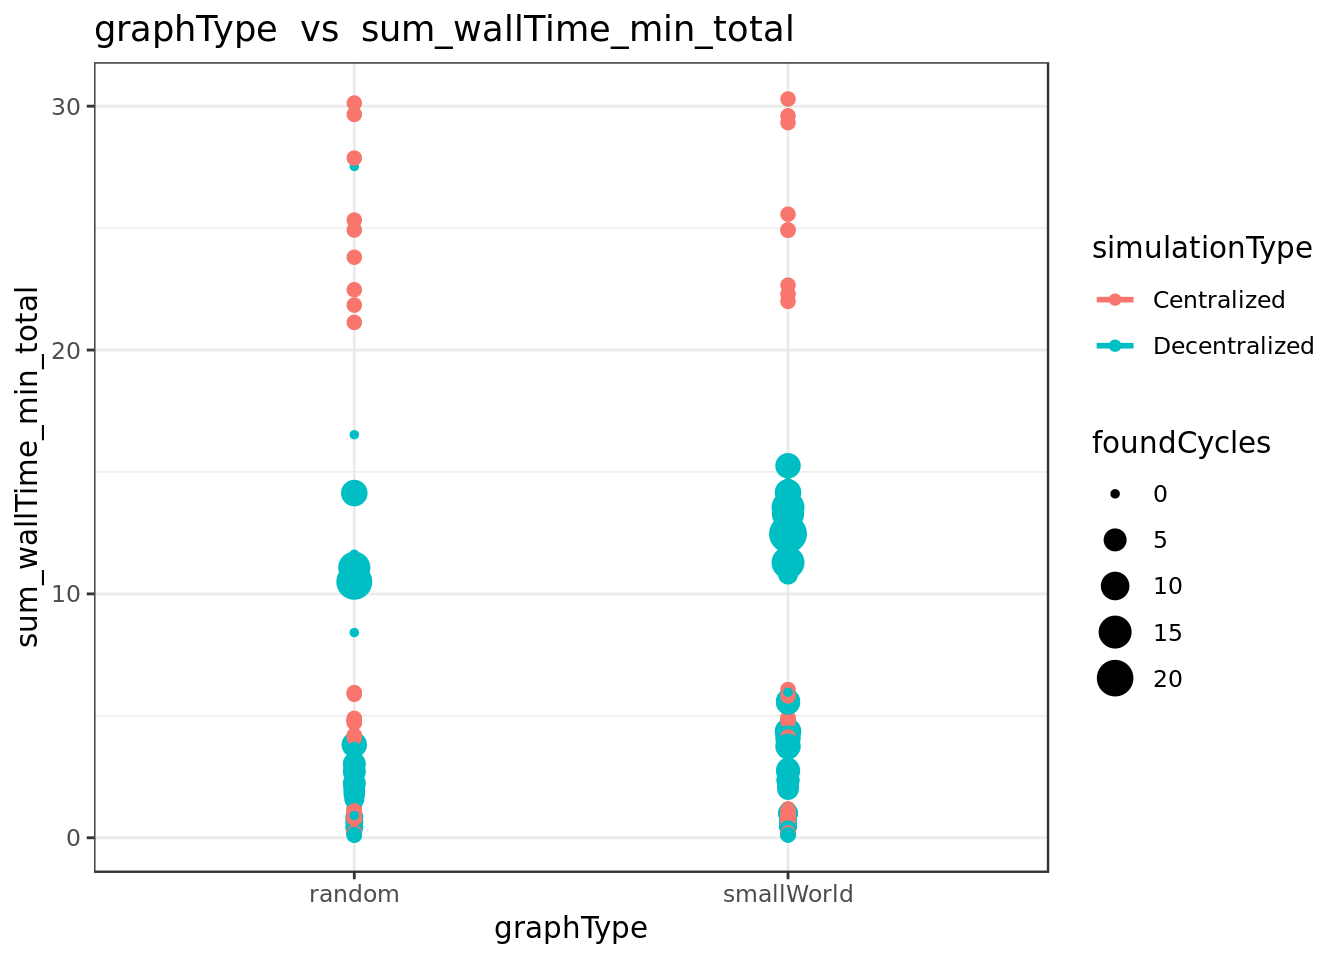 graphType vs sum_wallTime_min_total
sum_wallTime_min_total
30
20
10
0
random
smallWorld
graphType
simulationType
Centralized
Decentralized
foundCycles
0
5
10
15
20